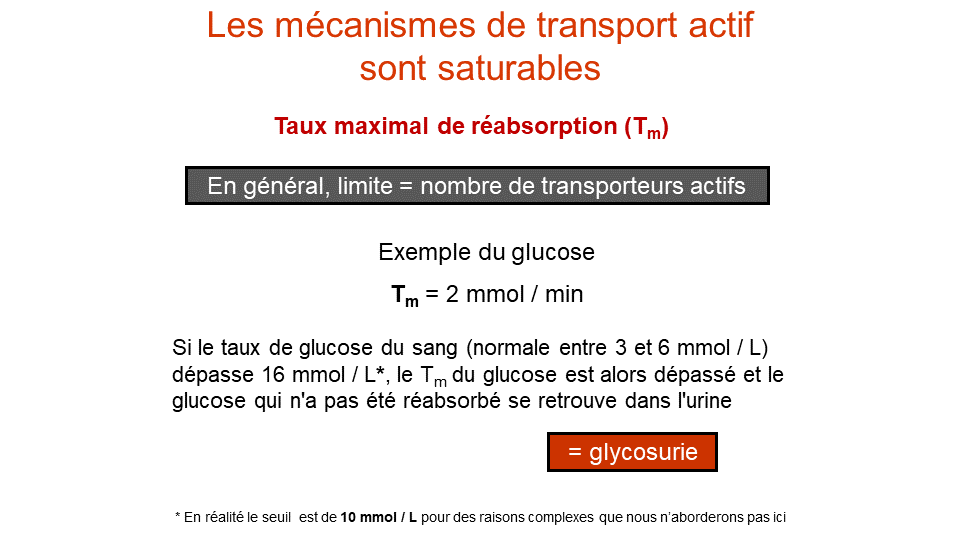 Les mécanismes de transport actif
sont saturables
Taux maximal de réabsorption (Tm)
En général, limite = nombre de transporteurs actifs
Exemple du glucose
Tm = 2 mmol / min
Si le taux de glucose du sang (normale entre 3 et 6 mmol / L)
dépasse 16 mmol / L*, le Tm du glucose est alors dépassé et le
glucose qui n'a pas été réabsorbé se retrouve dans l'urine
= glycosurie
* En réalité le seuil est de 10 mmol / L pour des raisons complexes que nous n’aborderons pas ici